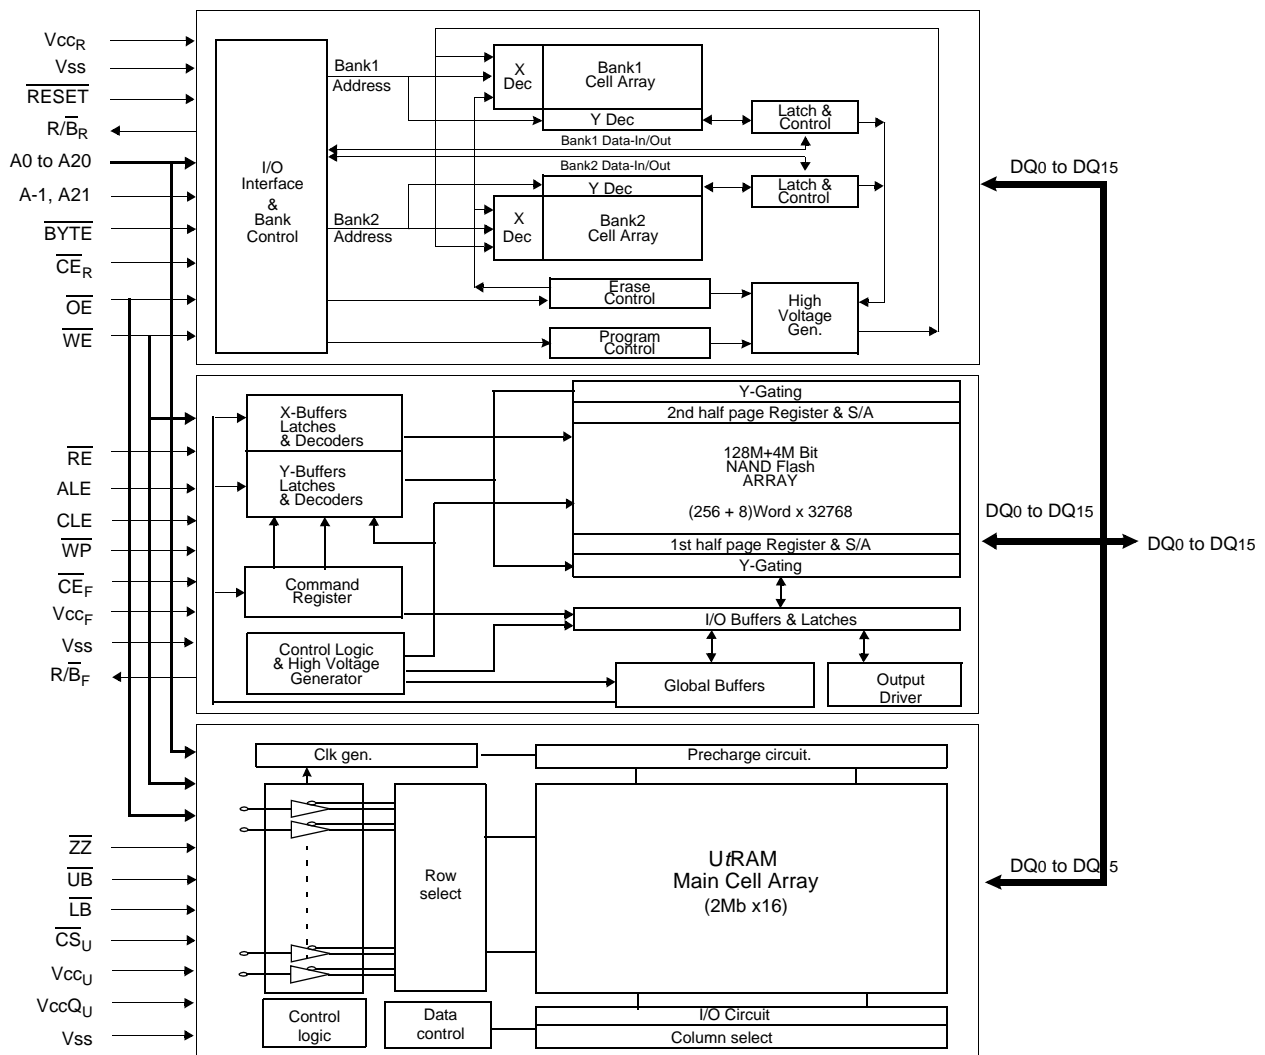 VccR
Vss
RESET
R/BR
A0 to A20
A-1, A21
BYTE
CER
OE
WE
I/O
Interface
&
Bank
Control
Bank1
Address
X
Dec
Bank1
Cell Array
Y Dec
Latch &
Control
Bank1 Data-In/Out
Bank2 Data-In/Out
Y Dec
Latch &
Control
Bank2
Address
X
Dec
Bank2
Cell Array
Erase
Control
High
Voltage
Gen.
Program
Control
DQ0 to DQ15
RE
ALE
CLE
WP
CEF
VccF
Vss
R/BF
X-Buffers
Latches
& Decoders
Y-Buffers
Latches
& Decoders
Command
Register
Control Logic
& High Voltage
Generator
Y-Gating
2nd half page Register & S/A
128M+4M Bit
NAND Flash
ARRAY
(256 + 8)Word x 32768
1st half page Register & S/A
Y-Gating
I/O Buffers & Latches
Global Buffers
Output
Driver
DQ0 to DQ15
DQ0 to DQ15
ZZ
UB
LB
CSU
VccU
VccQU
Vss
Clk gen.
Precharge circuit.
Row
select
UtRAM
Main Cell Array
(2Mb x16)
Control
logic
Data
control
I/O Circuit
Column select
DQ0 to DQ15